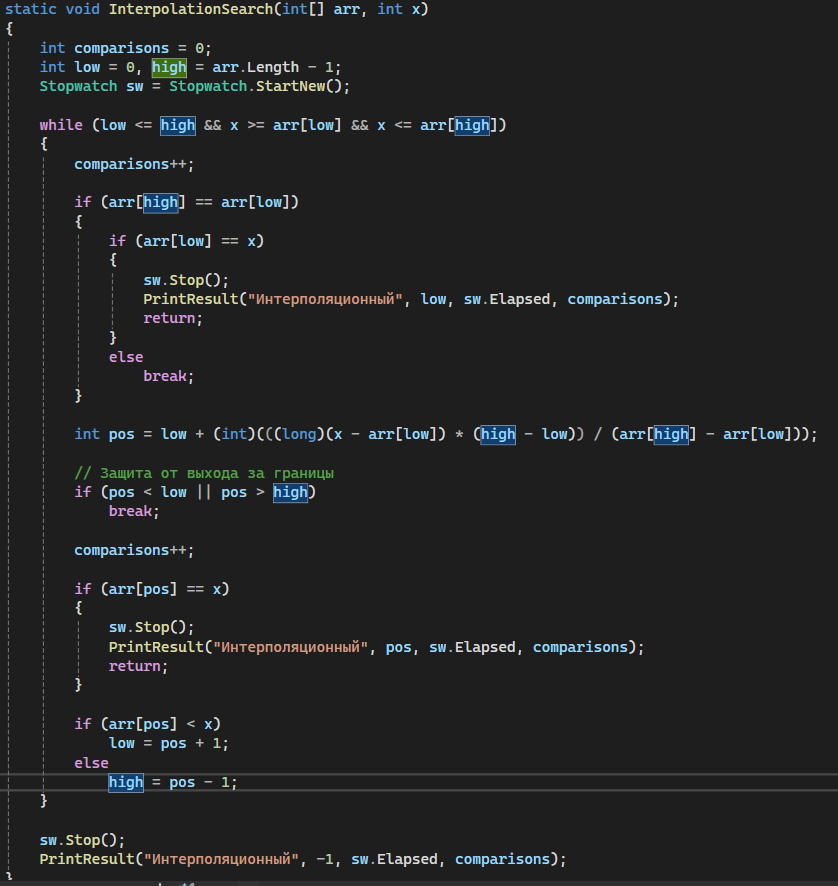 static void InterpolationSearch(int[] arr, int x)
{
int comparisons = 0;
int low = 0, high = arr.Length - 1;
Stopwatch sw = Stopwatch.StartNew();
while (low <= high && x >= arr[low] && x <= arr[high])
{
comparisons++;
if (arr[high] == arr[low])
{
if (arr[low] == x)
{
sw.Stop();
PrintResult("Интерполяционный", low, sw.Elapsed, comparisons);
return;
}
else
break;
}
int pos = low + (int)(((long)(x - arr[low]) * (high - low)) / (arr[high] - arr[low]));
// Защита от выхода за границы
if (pos < low || pos > high)
break;
comparisons++;
if (arr[pos] == x)
{
sw.Stop();
PrintResult("Интерполяционный", pos, sw.Elapsed, comparisons);
return;
}
if (arr[pos] < x)
low = pos + 1;
else
high = pos - 1;
}
sw.Stop();
PrintResult("Интерполяционный", -1, sw.Elapsed, comparisons);
}